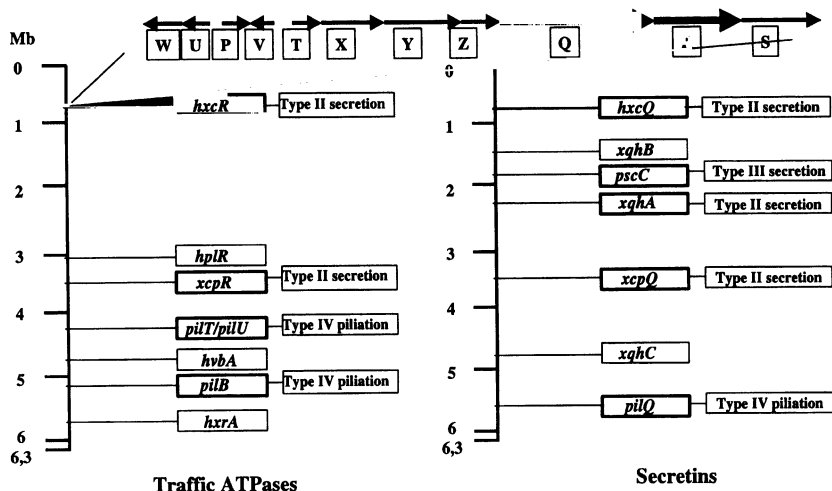 Mb
W U P V T X Y Z Q S
0
hxcR Type II secretion
1
2
3
hplR
xcpR Type II secretion
4
pilT/pilU Type IV piliation
hvbA
5
pilB Type IV piliation
hxrA
6
6,3
Traffic ATPases
0
hxcQ Type II secretion
1
xqhB
pscC Type III secretion
2
xqhA Type II secretion
3
xcpQ Type II secretion
4
xqhC
5
pilQ Type IV piliation
6
6,3
Secretins